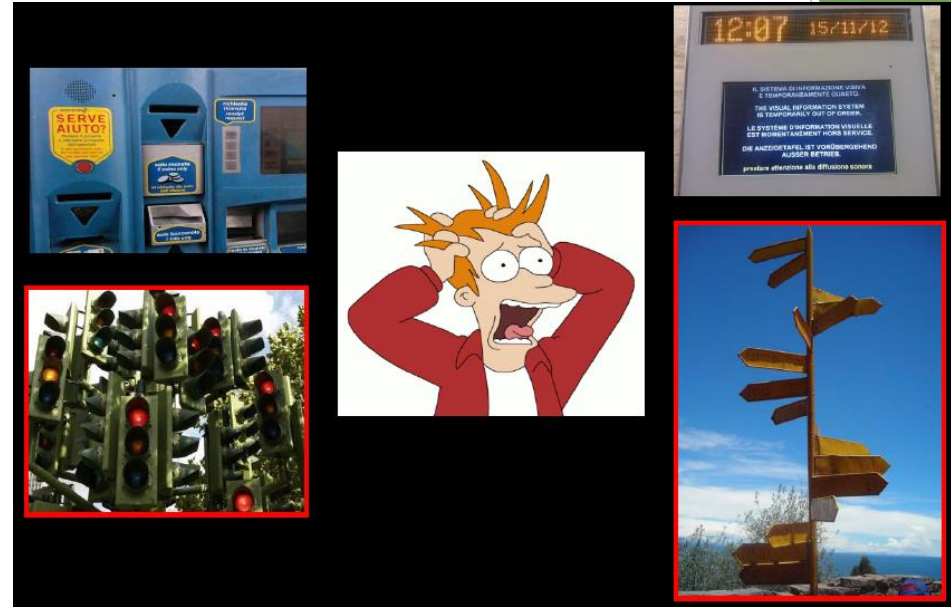 SERVE
AIUTO?
richiesta
ricevuta
receipt
request
solo monete
coins only
solo banconote
12:07 15/11/12
IL SISTEMA DI INFORMAZIONE VISIVA
È TEMPORANEAMENTE GUASTO.
THE VISUAL INFORMATION SYSTEM
IS TEMPORARILY OUT OF ORDER.
LE SYSTÈME D'INFORMATION VISUELLE
EST MOMENTANÉMENT HORS SERVICE.
DIE ANZEIGETAFEL IST VORÜBERGEHEND
AUSSER BETRIEB.
prestare attenzione alla diffusione sonora